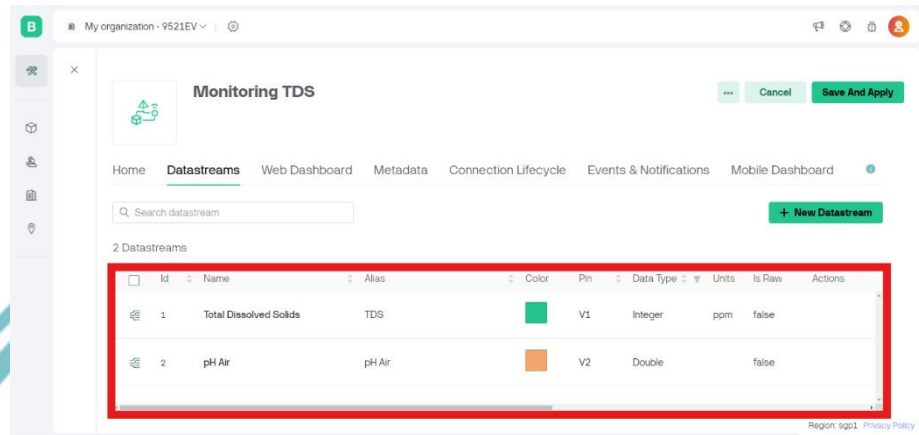 B My organization - 9521EV
Monitoring TDS
Cancel Save And Apply
Home Datastreams Web Dashboard Metadata Connection Lifecycle Events & Notifications Mobile Dashboard
Search datastream + New Datastream
2 Datastreams
Id Name Alias Color Pin Data Type Units Is Raw Actions
1 Total Dissolved Solids TDS V1 Integer ppm false
2 pH Air pH Air V2 Double false
Region: sgp1 Privacy Policy